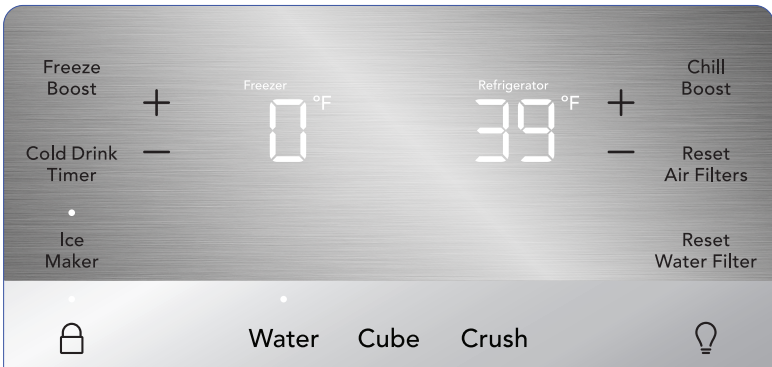 Freeze
Boost
Freezer
0 °F
Refrigerator
39 °F
Chill
Boost
+
+
Cold Drink
Timer
−
−
Reset
Air Filters
Ice
Maker
Reset
Water Filter
Water Cube Crush